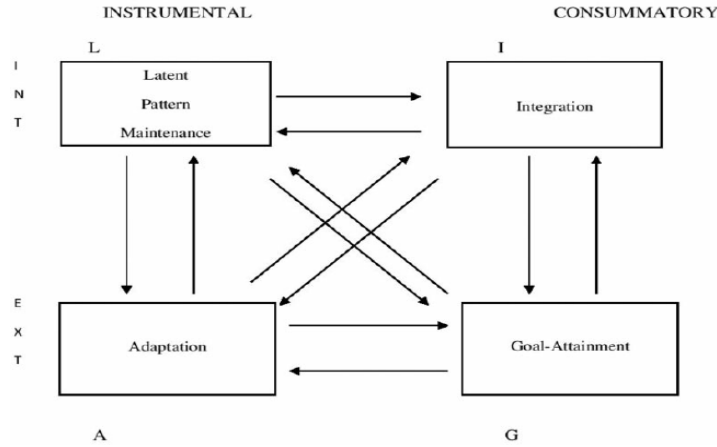 INSTRUMENTAL CONSUMMATORY
L I
I
N
T
Latent
Pattern
Maintenance
Integration
E
X
T
Adaptation
Goal-Attainment
A G